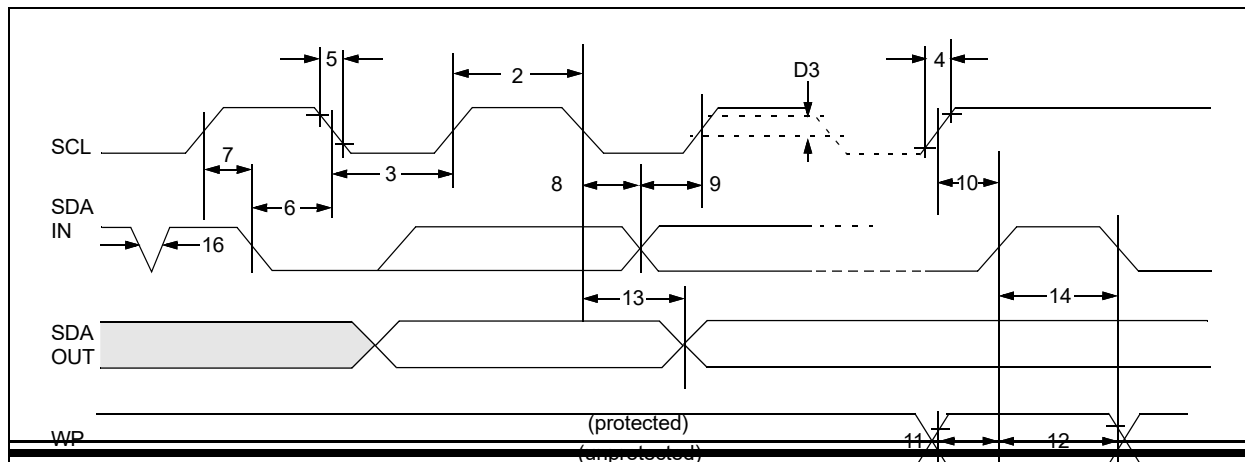 5
4
2
D3
SCL
7
3
8
9
10
SDA
IN
6
16
13
14
SDA
OUT
(protected)
WP
11
12
(unprotected)